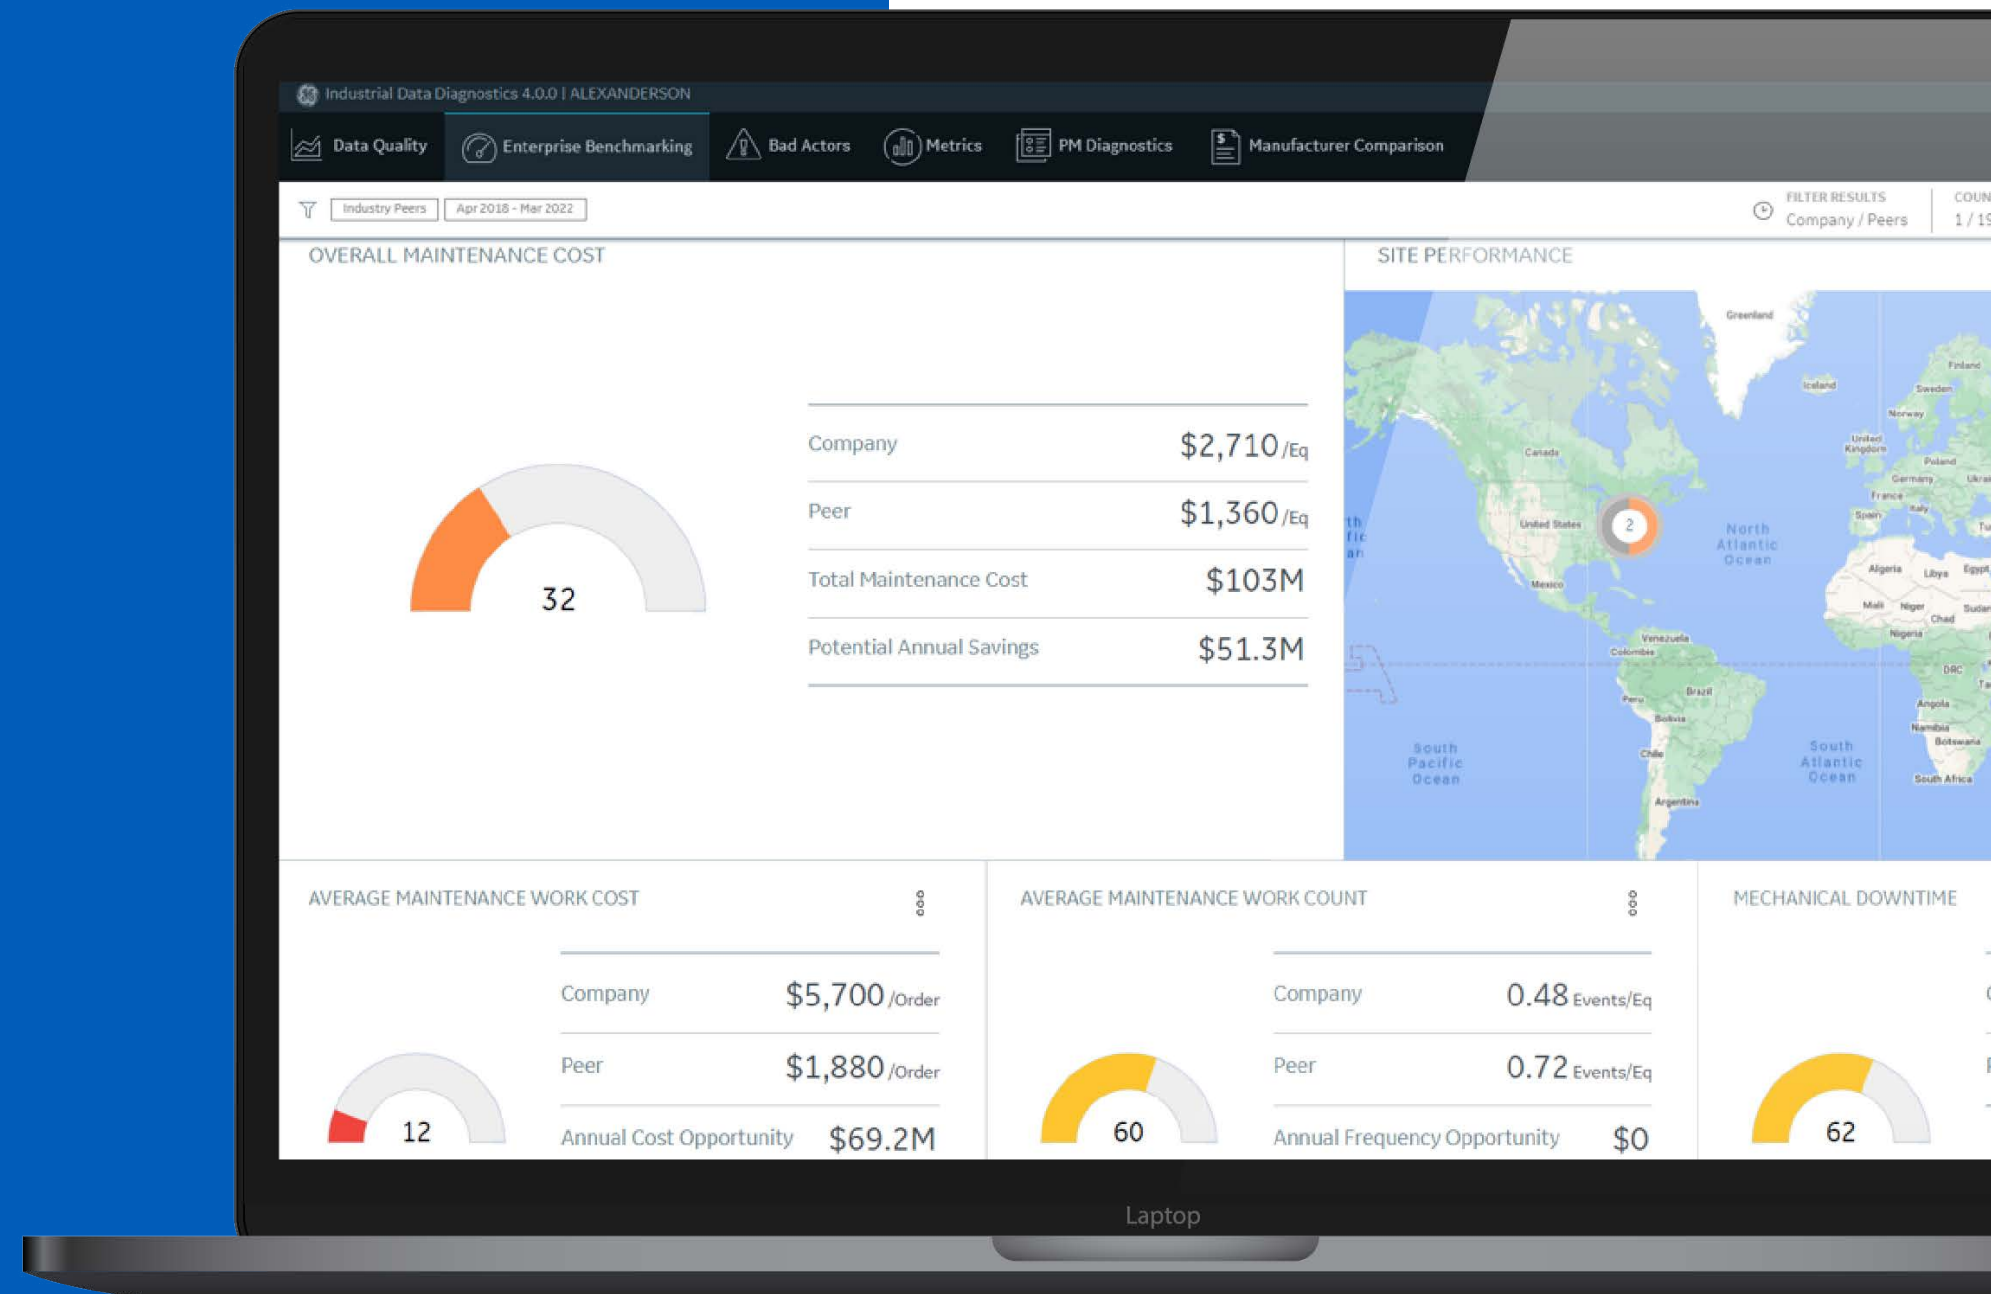 Industrial Data Diagnostics 4.0.0 | ALEXANDERSON
Data Quality
Enterprise Benchmarking
Bad Actors
Metrics
PM Diagnostics
Manufacturer Comparison
Industry Peers
Apr 2018 - Mar 2022
FILTER RESULTS
Company / Peers
1 / 19
OVERALL MAINTENANCE COST
32
Company $2,710 /Eq
Peer $1,360 /Eq
Total Maintenance Cost $103M
Potential Annual Savings $51.3M
SITE PERFORMANCE
Greenland
Finland
Iceland
Sweden
Norway
United
Kingdom
Canada
Poland
Germany
France
Spain
Italy
United States
2
North
Atlantic
Ocean
Mexico
Algeria
Libya
Egypt
Mali
Niger
Chad
Sudan
Nigeria
Venezuela
Colombia
DRC
Peru
Brazil
Angola
Bolivia
Namibia
Botswana
South
Pacific
Ocean
Chile
South
Atlantic
Ocean
South Africa
Argentina
AVERAGE MAINTENANCE WORK COST
12
Company $5,700 /Order
Peer $1,880 /Order
Annual Cost Opportunity $69.2M
AVERAGE MAINTENANCE WORK COUNT
60
Company 0.48 Events/Eq
Peer 0.72 Events/Eq
Annual Frequency Opportunity $0
MECHANICAL DOWNTIME
62
Laptop